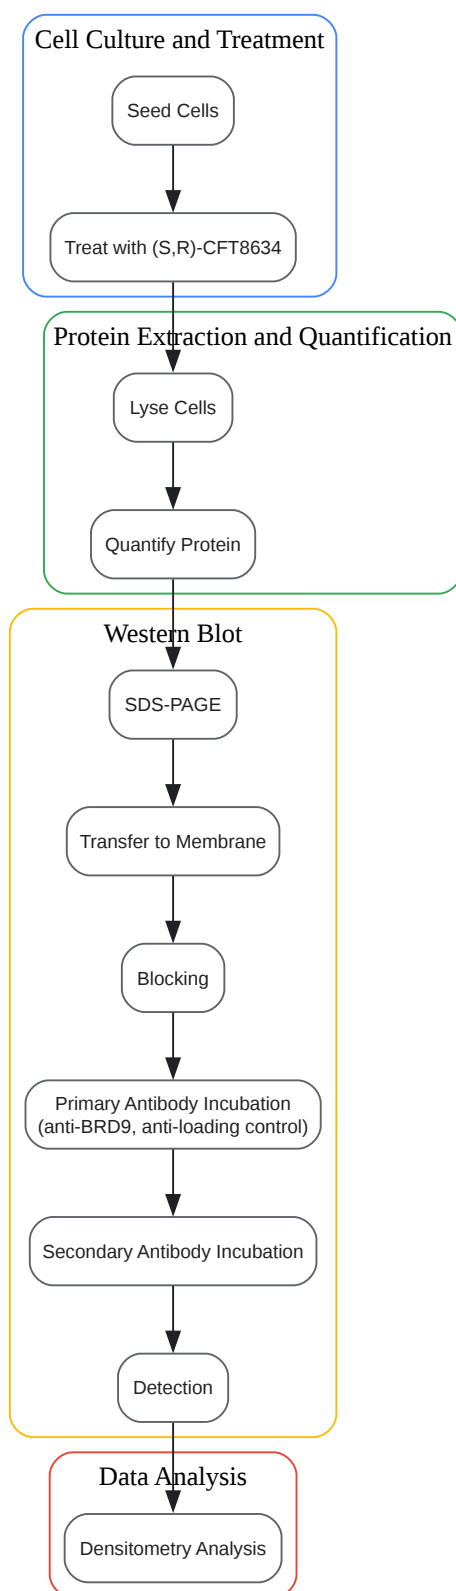 Cell Culture and Treatment
Seed Cells
Treat with (S,R)-CFT8634
Protein Extraction and Quantification
Lyse Cells
Quantify Protein
Western Blot
SDS-PAGE
Transfer to Membrane
Blocking
Primary Antibody Incubation
(anti-BRD9, anti-loading control)
Secondary Antibody Incubation
Detection
Data Analysis
Densitometry Analysis